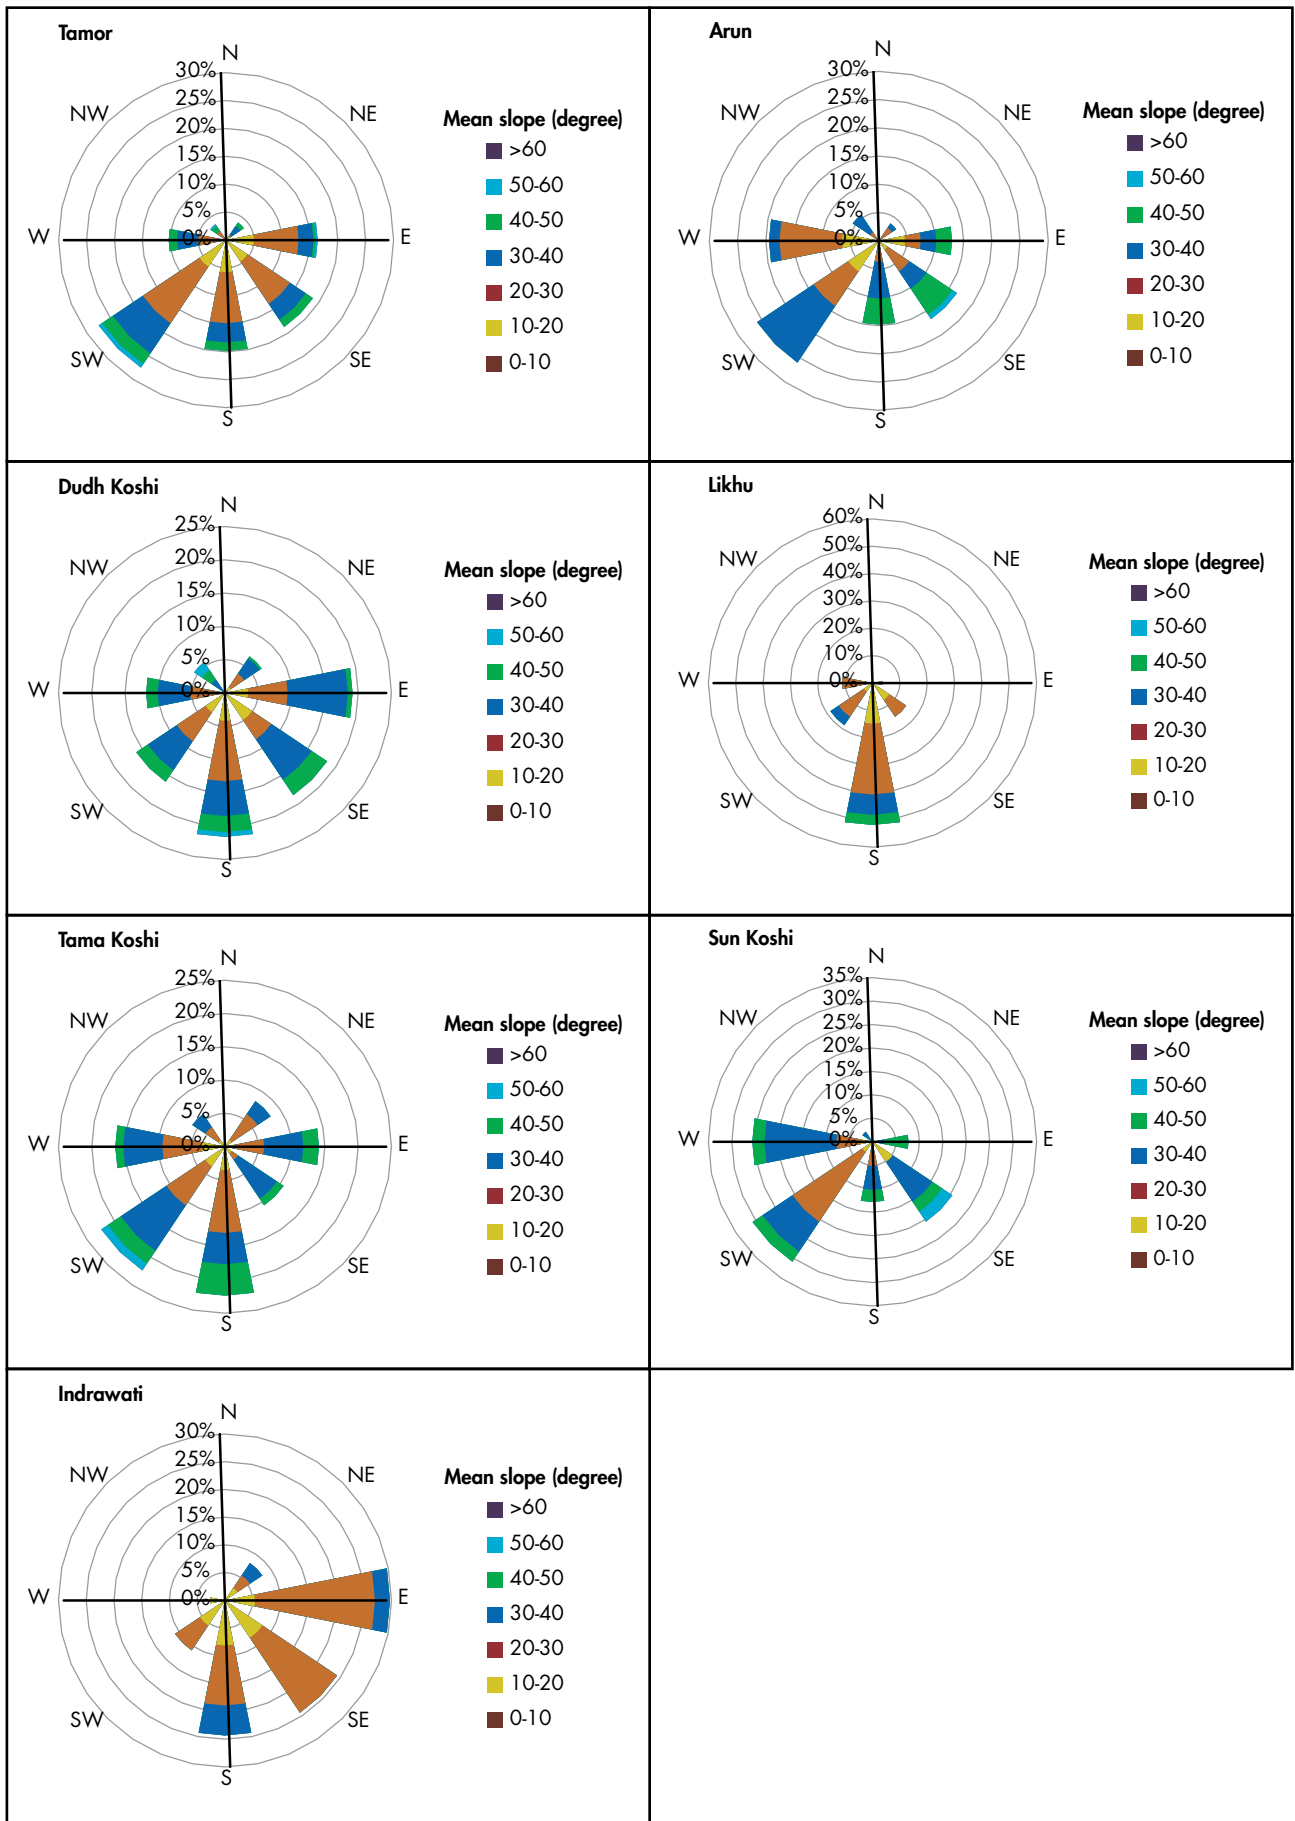 Tamor
N
30%
25%
20%
15%
10%
5%
0%
NW
NE
W
E
SW
SE
S
Mean slope (degree)
>60
50-60
40-50
30-40
20-30
10-20
0-10
Arun
N
30%
25%
20%
15%
10%
5%
0%
NW
NE
W
E
SW
SE
S
Mean slope (degree)
>60
50-60
40-50
30-40
20-30
10-20
0-10
Dudh Koshi
N
25%
20%
15%
10%
5%
0%
NW
NE
W
E
SW
SE
S
Mean slope (degree)
>60
50-60
40-50
30-40
20-30
10-20
0-10
Likhu
N
60%
50%
40%
30%
20%
10%
0%
NW
NE
W
E
SW
SE
S
Mean slope (degree)
>60
50-60
40-50
30-40
20-30
10-20
0-10
Tama Koshi
N
25%
20%
15%
10%
5%
0%
NW
NE
W
E
SW
SE
S
Mean slope (degree)
>60
50-60
40-50
30-40
20-30
10-20
0-10
Sun Koshi
N
35%
30%
25%
20%
15%
10%
5%
0%
NW
NE
W
E
SW
SE
S
Mean slope (degree)
>60
50-60
40-50
30-40
20-30
10-20
0-10
Indrawati
N
30%
25%
20%
15%
10%
5%
0%
NW
NE
W
E
SW
SE
S
Mean slope (degree)
>60
50-60
40-50
30-40
20-30
10-20
0-10